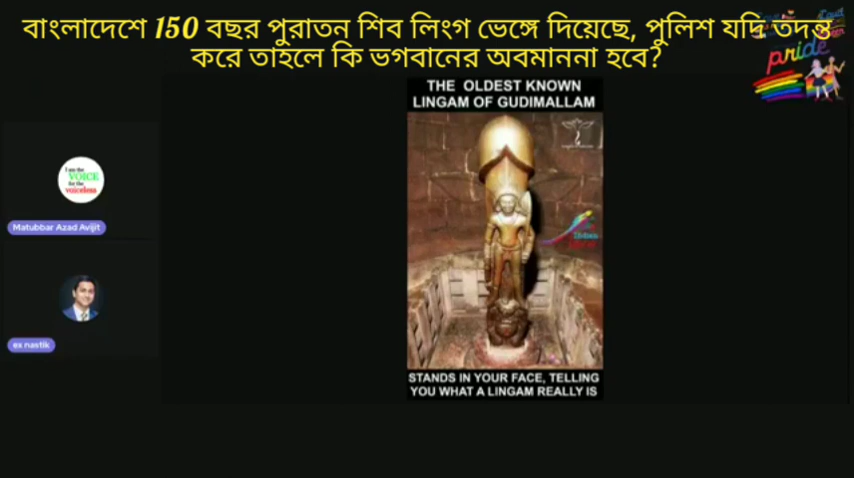 বাংলাদেশে 150 বছর পুরাতন শিব লিংগ ভেঙ্গে দিয়েছে, পুলিশ যদি তদন্ত
করে তাহলে কি ভগবানের অবমাননা হবে?
pride
THE OLDEST KNOWN
LINGAM OF GUDIMALLAM
I am the
VOICE
for the
voiceless
Matubbar Azad Avijit
ex nastik
STANDS IN YOUR FACE, TELLING
YOU WHAT A LINGAM REALLY IS